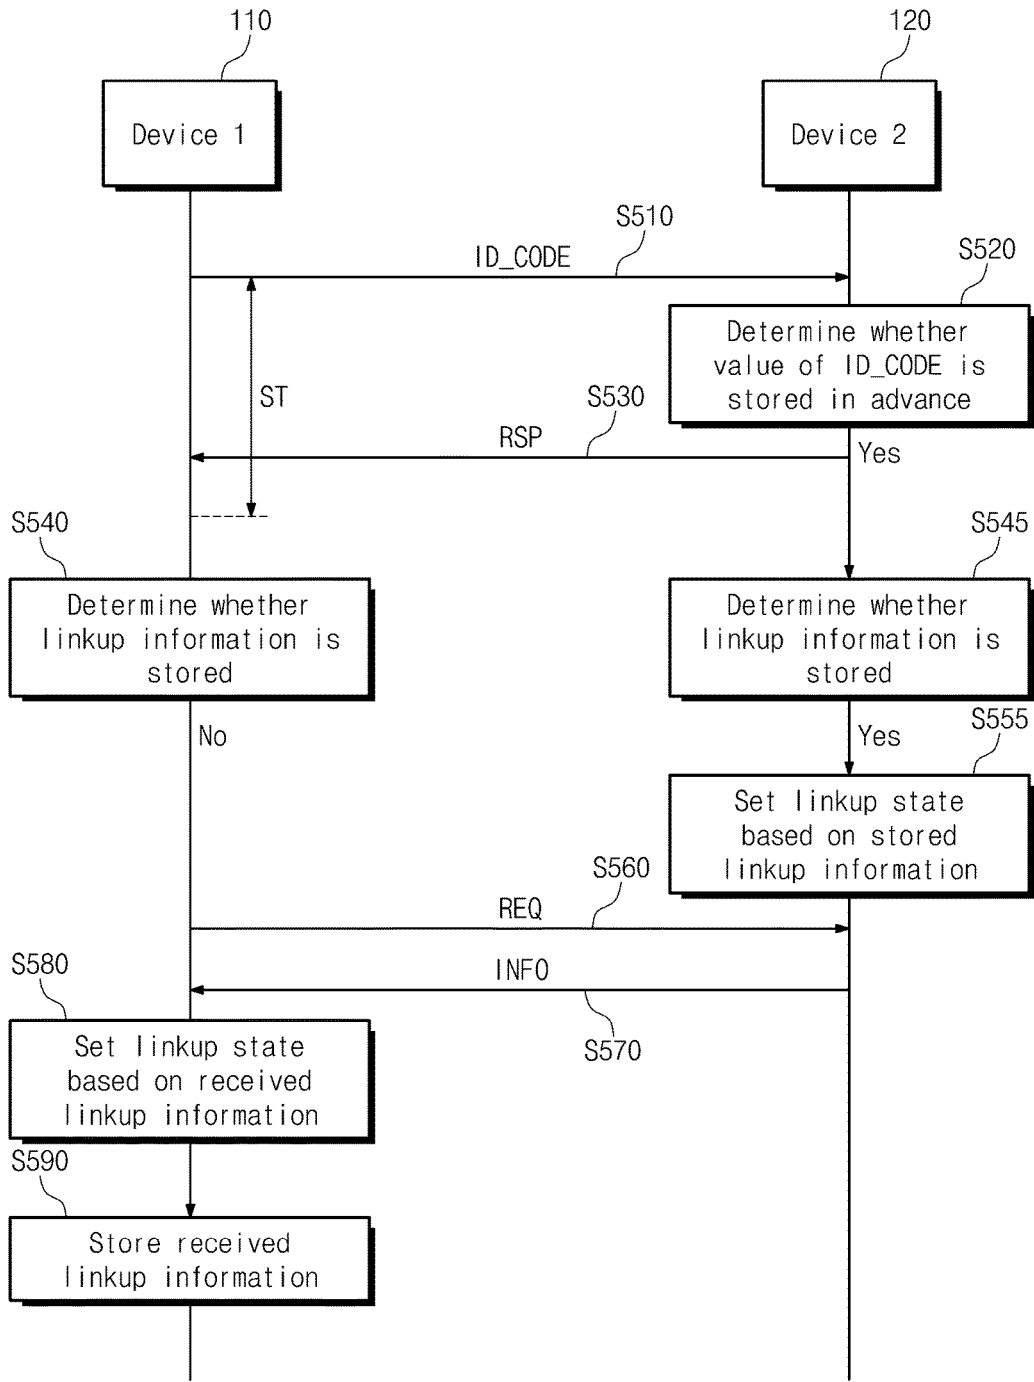 110
120
Device 1
Device 2
S510
ID_CODE
S520
Determine whether
value of ID_CODE is
stored in advance
ST
S530
RSP
Yes
S540
S545
Determine whether
linkup information is
stored
Determine whether
linkup information is
stored
No
Yes
S555
Set linkup state
based on stored
linkup information
S560
REQ
INFO
S570
S580
Set linkup state
based on received
linkup information
S590
Store received
linkup information